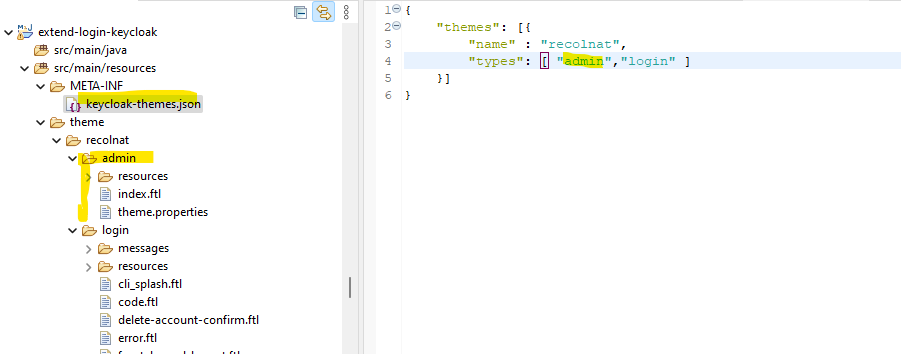 extend-login-keycloak
src/main/java
src/main/resources
META-INF
keycloak-themes.json
theme
recolnat
admin
resources
index.ftl
theme.properties
login
messages
resources
cli_splash.ftl
code.ftl
delete-account-confirm.ftl
error.ftl
1 {
2 "themes": [{
3 "name" : "recolnat",
4 "types": [ "admin","login" ]
5 }]
6 }